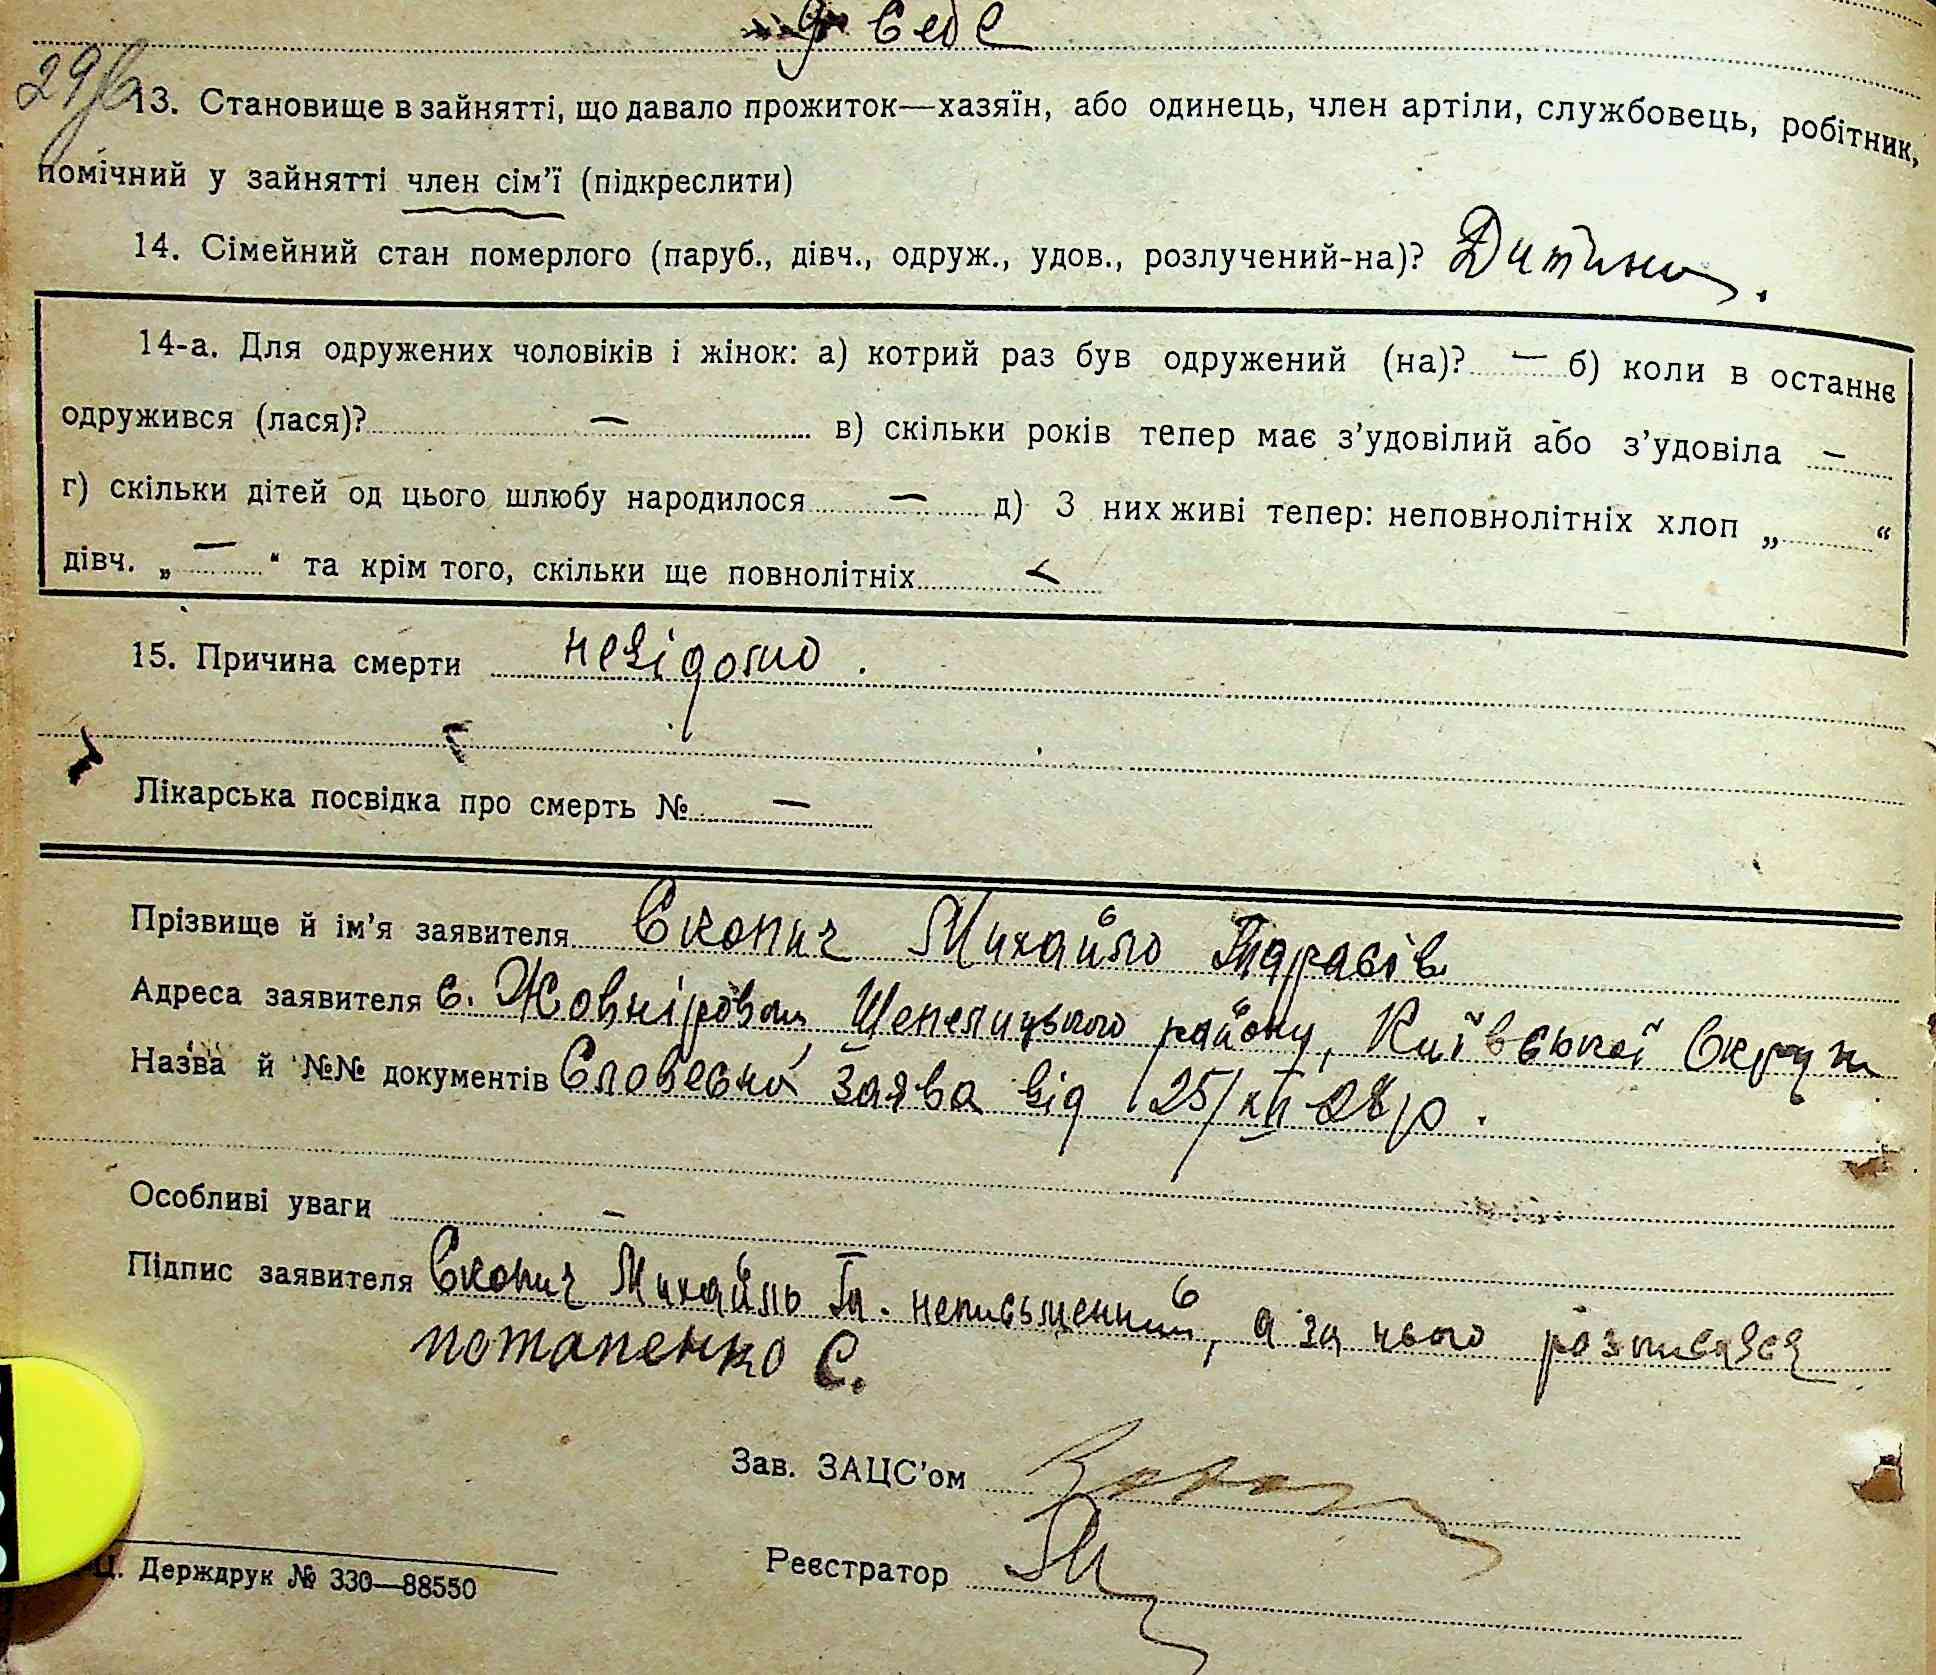 у себе
13. Становище в зайнятті, що давало прожиток—хазяїн, або одинець, член артіли, службовець, робітник,
помічний у зайнятті член сім’ї (підкреслити)
14. Сімейний стан померлого (паруб., дівч., одруж., удов., розлучений-на)? Дитина.
14-а. Для одружених чоловіків і жінок: а) котрий раз був одружений (на)? — б) коли в останнє
одружився (лася)? — в) скільки років тепер має з’удовілий або з’удовіла —
г) скільки дітей од цього шлюбу народилося — д) З них живі тепер: неповнолітніх хлоп „ “
дівч. „ — “ та крім того, скільки ще повнолітніх —
15. Причина смерти невідомо.
Лікарська посвідка про смерть № —
Прізвище й ім’я заявителя Скопич Михайло Тарасів
Адреса заявителя с. Жовнірова, Шепелицького району, Київської Округи
Назва й №№ документів Словесна заява від 25/XII 28 р.
Особливі уваги —
Підпис заявителя Скопич Михайль Т. неписьменний, а за нього розписався
потапенко С.
Зав. ЗАЦС’ом
Реєстратор
Ц. Держдрук № 330—88550